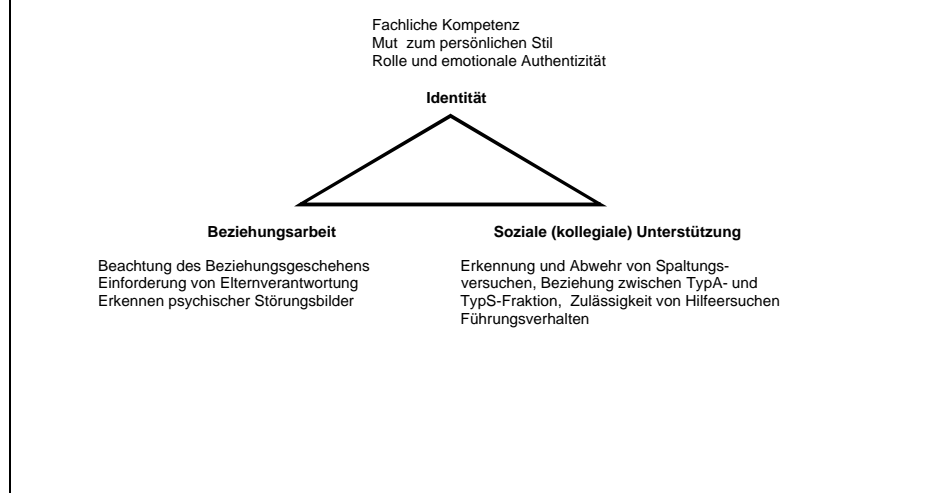 Fachliche Kompetenz
Mut zum persönlichen Stil
Rolle und emotionale Authentizität
Identität
Beziehungsarbeit
Beachtung des Beziehungsgeschehens
Einforderung von Elternverantwortung
Erkennen psychischer Störungsbilder
Soziale (kollegiale) Unterstützung
Erkennung und Abwehr von Spaltungs-
versuchen, Beziehung zwischen TypA- und
TypS-Fraktion, Zulässigkeit von Hilfeersuchen
Führungsverhalten